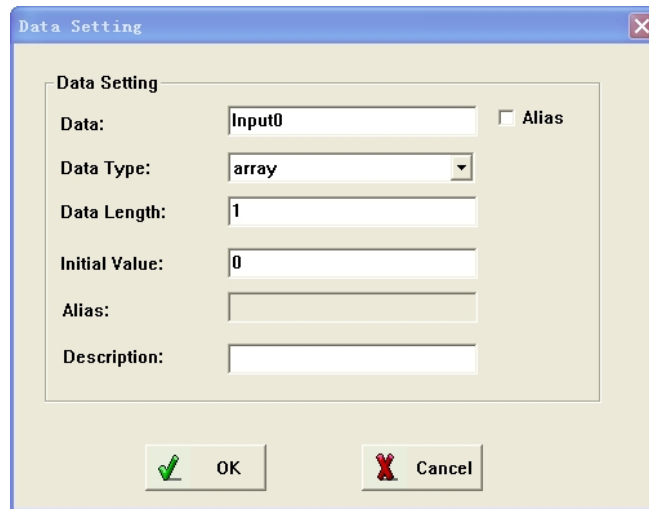 Data Setting
Data Setting
Data: Input0 Alias
Data Type: array
Data Length: 1
Initial Value: 0
Alias:
Description:
OK Cancel